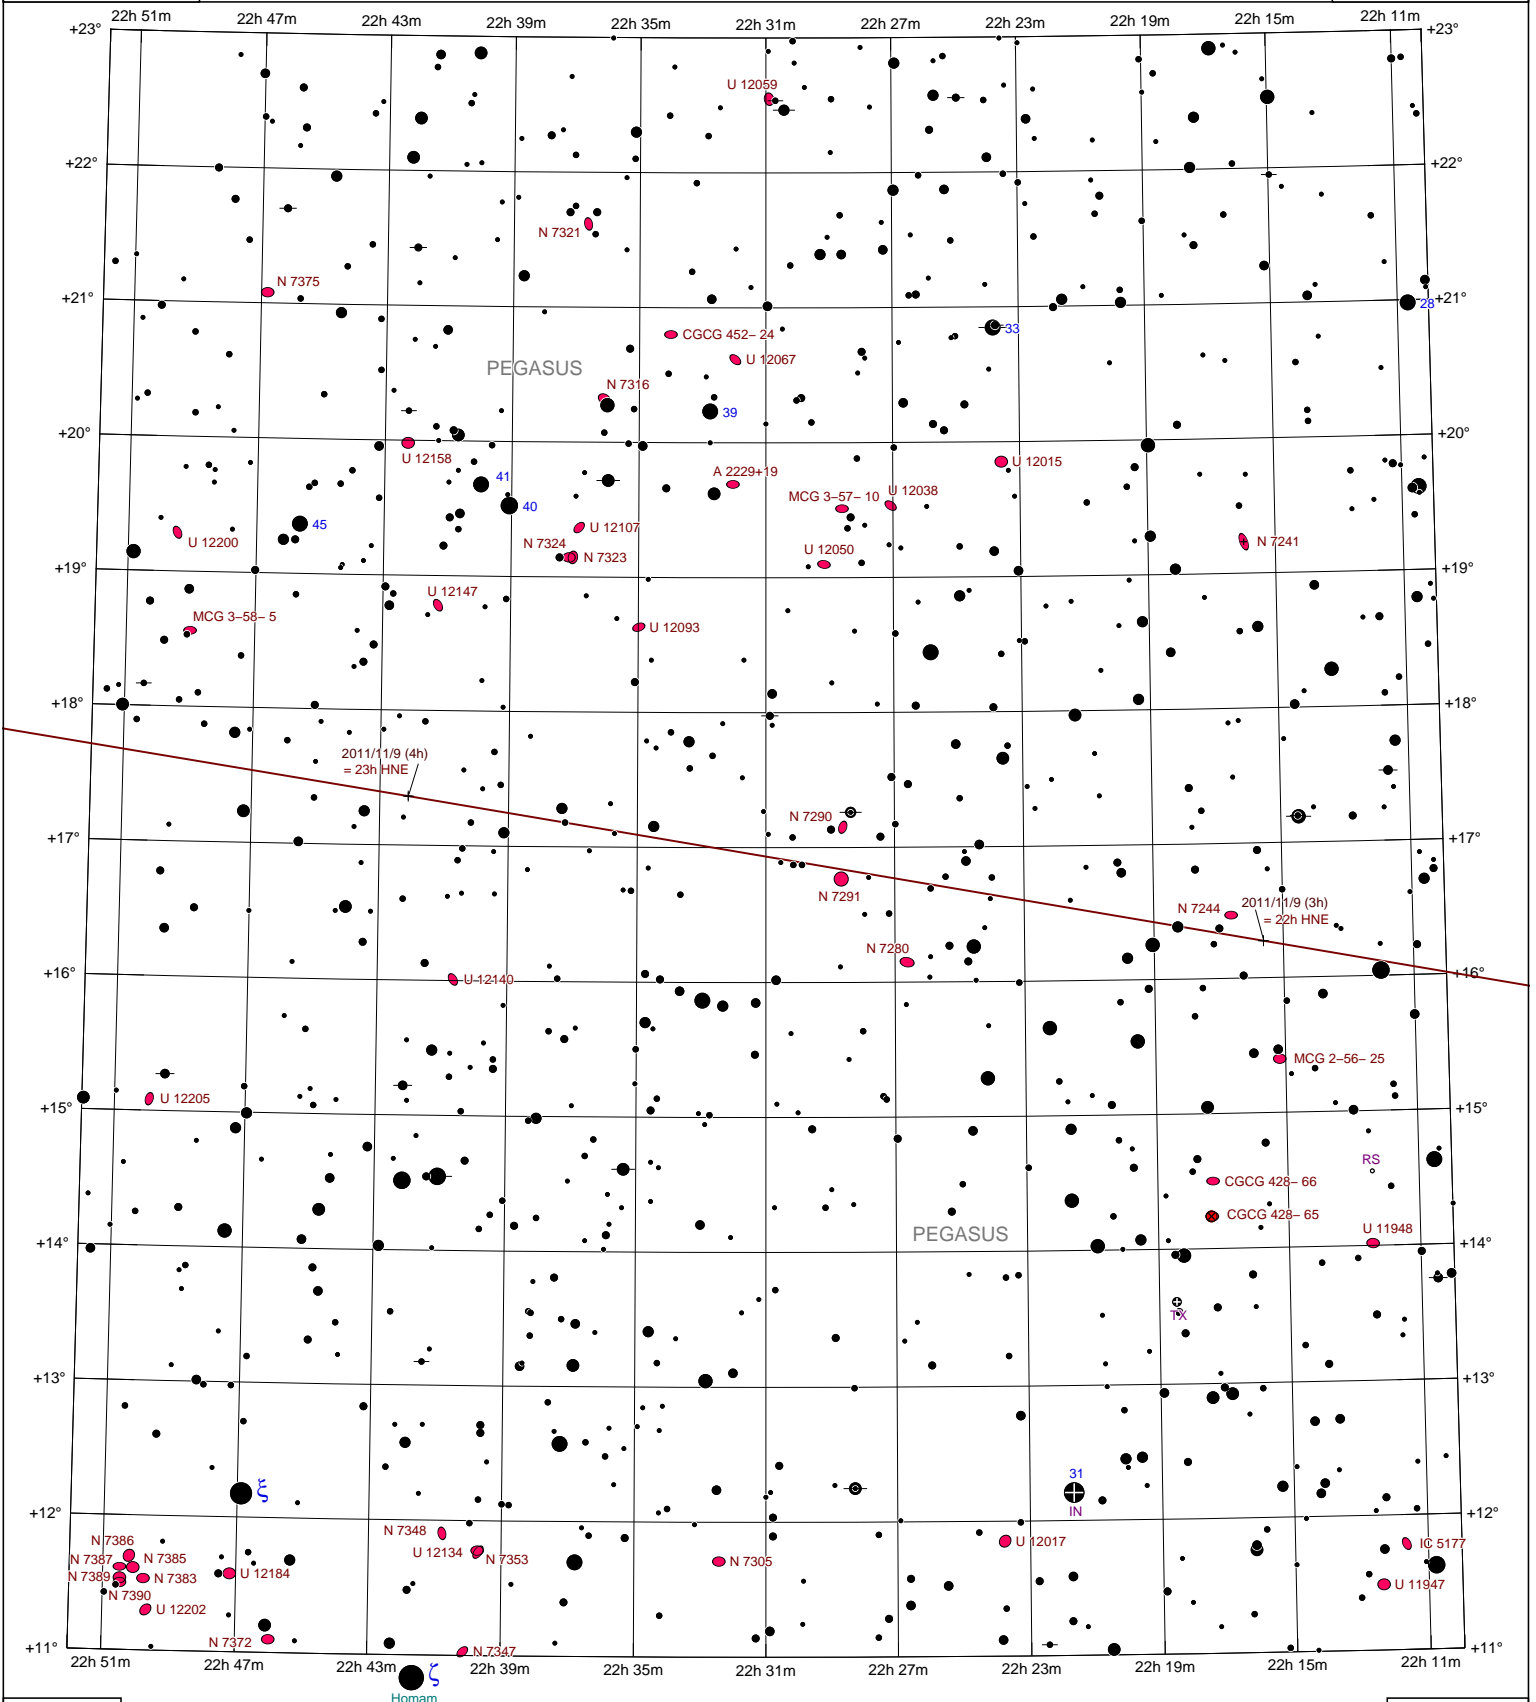 22h 51m 22h 47m 22h 43m 22h 39m 22h 35m 22h 31m 22h 27m 22h 23m 22h 19m 22h 15m 22h 11m
+23° +23°
U 12059
+22° +22°
N 7321
N 7375
+21° 28 +21°
33
CGCG 452– 24
U 12067
PEGASUS
N 7316
39
+20° +20°
U 12158
U 12015
A 2229+19
41
MCG 3–57– 10 U 12038
40
45
U 12107
U 12200
N 7241
N 7324 N 7323
U 12050
+19° +19°
U 12147
MCG 3–58– 5
U 12093
+18° +18°
2011/11/9 (4h)
= 23h HNE
N 7290
+17° +17°
N 7291
N 7244 2011/11/9 (3h)
= 22h HNE
N 7280
+16° +16°
U 12140
MCG 2–56– 25
U 12205
+15° +15°
RS
CGCG 428– 66
CGCG 428– 65
U 11948
PEGASUS
+14° +14°
TX
+13° +13°
31
ξ
IN
+12° +12°
N 7348
N 7386
U 12017
IC 5177
U 12134 N 7353
N 7387 N 7385
N 7305
N 7389 N 7383
U 12184
U 11947
N 7390
U 12202
N 7372
+11° N 7347 +11°
22h 51m 22h 47m 22h 43m 22h 39m 22h 35m 22h 31m 22h 27m 22h 23m 22h 19m 22h 15m 22h 11m
ζ
Homam